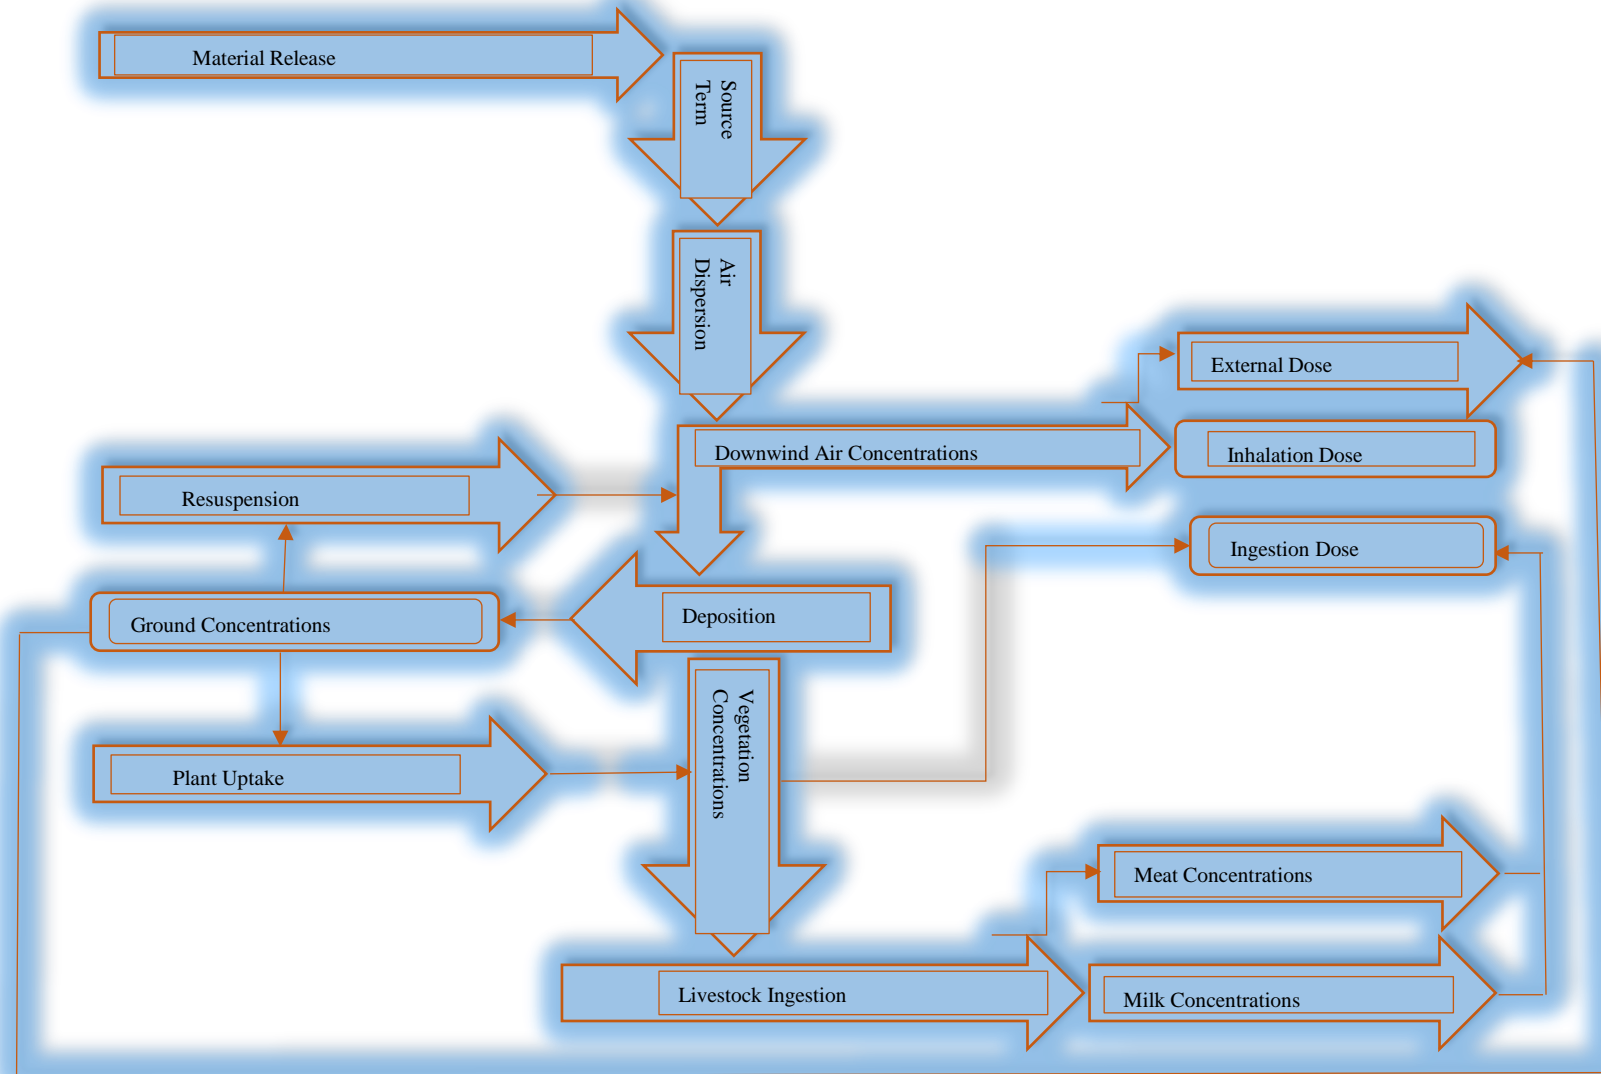 Material Release
Source
Term
Air
Dispersion
External Dose
Downwind Air Concentrations
Inhalation Dose
Resuspension
Ingestion Dose
Deposition
Ground Concentrations
Vegetation
Concentrations
Plant Uptake
Meat Concentrations
Livestock Ingestion
Milk Concentrations